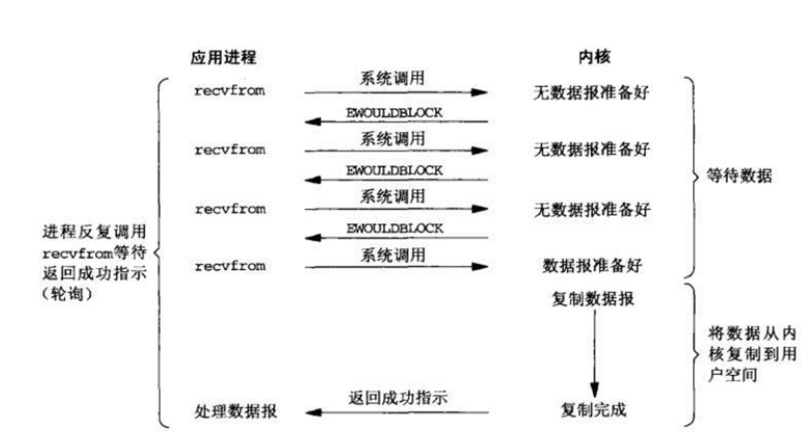 应用进程 内核
recvfrom 系统调用 无数据报准备好
EWOULDBLOCK
recvfrom 系统调用 无数据报准备好
EWOULDBLOCK
recvfrom 系统调用 无数据报准备好
EWOULDBLOCK
recvfrom 系统调用 数据报准备好
进程反复调用
recvfrom等待
返回成功指示
（轮询）
等待数据
复制数据报
将数据从内
核复制到用
户空间
处理数据报 返回成功指示 复制完成